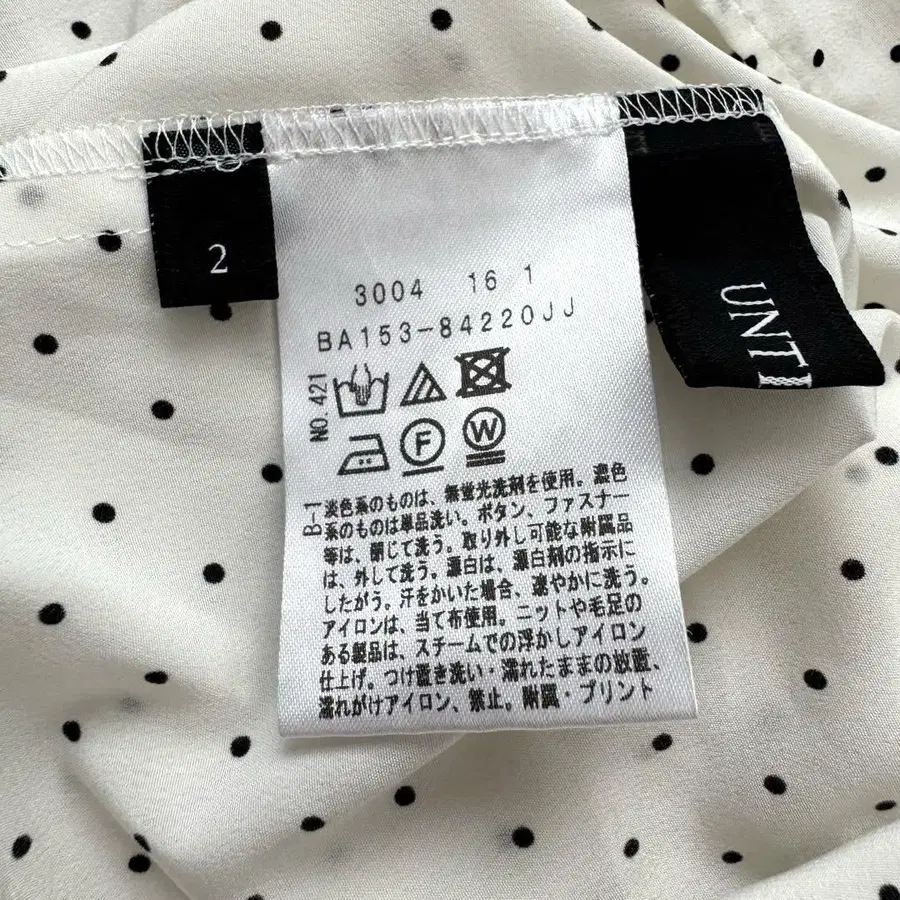 2
UNTI
3004 16 1
BA153-84220JJ
NO.421
F
W
B-1
淡色系のものは、無蛍光洗剤を使用。濃色
系のものは単品洗い。ボタン、ファスナー
等は、閉じて洗う。取り外し可能な附属品
は、外して洗う。漂白は、漂白剤の指示に
したがう。汗をかいた場合、速やかに洗う。
アイロンは、当て布使用。ニットや毛足の
ある製品は、スチームでの浮かしアイロン
仕上げ。つけ置き洗い・濡れたままの放置、
濡れがけアイロン、禁止。附属・プリント